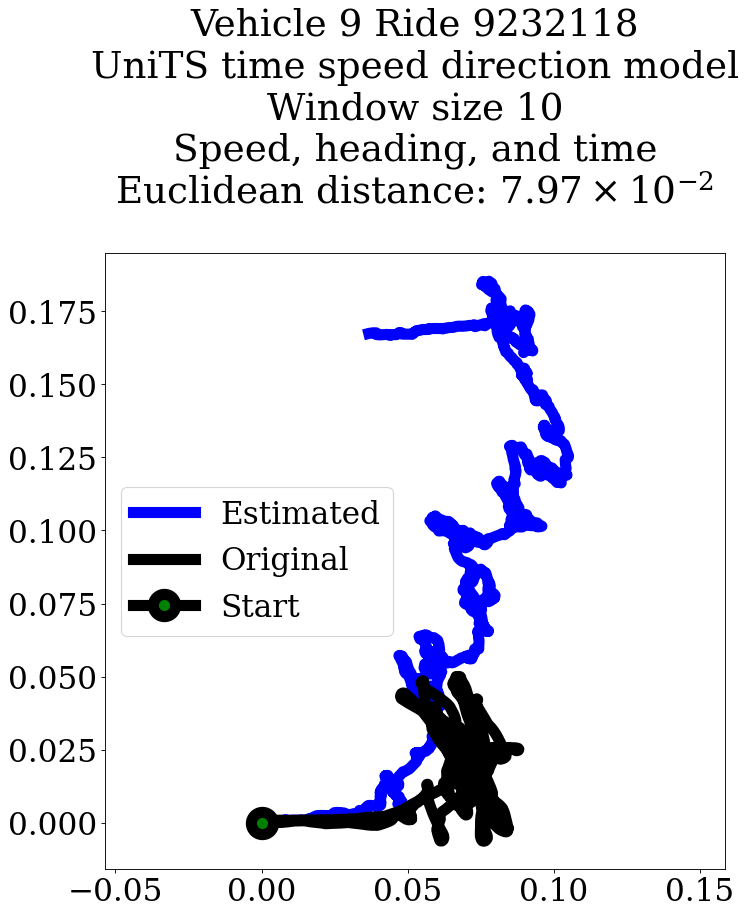 Vehicle 9 Ride 9232118
UniTS time speed direction model
Window size 10
Speed, heading, and time
Euclidean distance: $7.97 \times 10^{-2}$
0.175
0.150
0.125
0.100
0.075
0.050
0.025
0.000
Estimated
Original
Start
−0.05 0.00 0.05 0.10 0.15